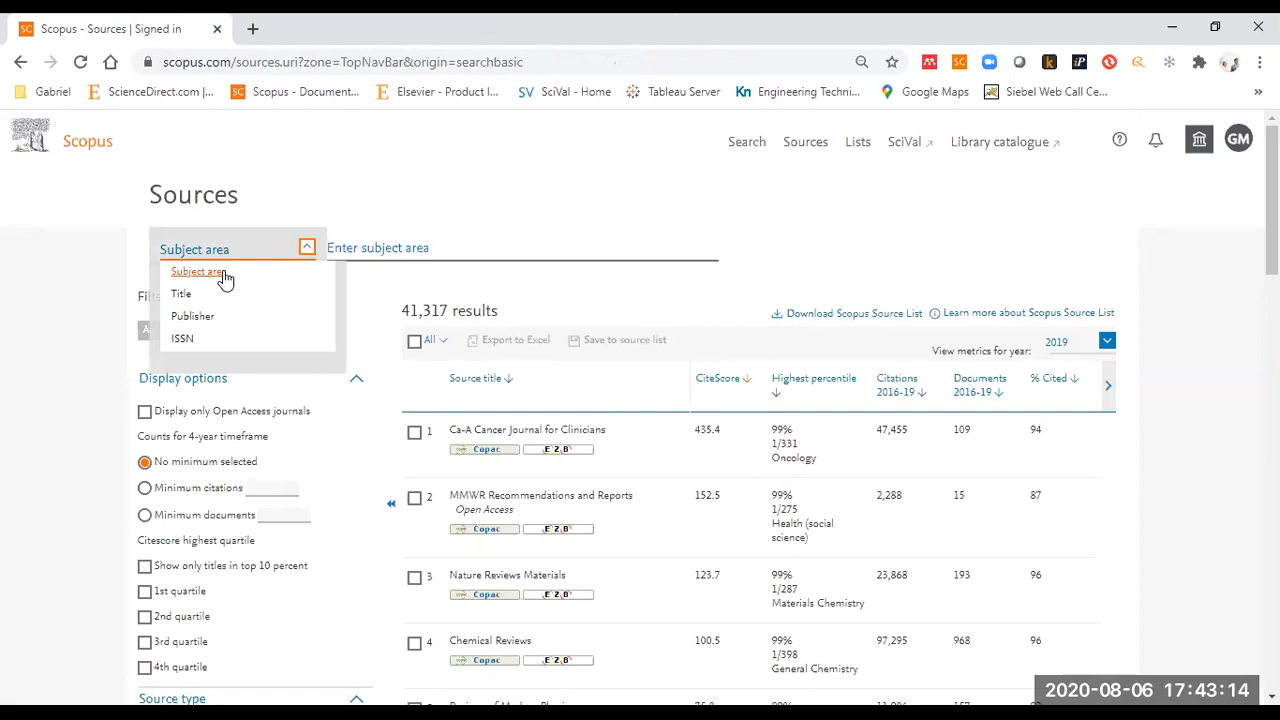 Scopus - Sources | Signed in
scopus.com/sources.uri?zone=TopNavBar&origin=searchbasic
Gabriel
ScienceDirect.com |...
Scopus - Document...
Elsevier - Product I...
SciVal - Home
Tableau Server
Engineering Techni...
Google Maps
Siebel Web Call Ce...
Scopus
Search
Sources
Lists
SciVal
Library catalogue
GM
Sources
Subject area
Enter subject area
Subject area
Title
Publisher
ISSN
41,317 results
Download Scopus Source List
Learn more about Scopus Source List
All
Export to Excel
Save to source list
View metrics for year:
2019
Display options
Display only Open Access journals
Counts for 4-year timeframe
No minimum selected
Minimum citations
Minimum documents
Citescore highest quartile
Show only titles in top 10 percent
1st quartile
2nd quartile
3rd quartile
4th quartile
Source type
Source title
CiteScore
Highest percentile
Citations
2016-19
Documents
2016-19
% Cited
1 Ca-A Cancer Journal for Clinicians 435.4 99% 47,455 109 94
1/331
Oncology
Copac EZB
2 MMWR Recommendations and Reports 152.5 99% 2,288 15 87
Open Access 1/275
Health (social
science)
Copac EZB
3 Nature Reviews Materials 123.7 99% 23,868 193 96
1/287
Materials Chemistry
Copac EZB
4 Chemical Reviews 100.5 99% 97,295 968 96
1/398
General Chemistry
Copac EZB
2020-08-06 17:43:14